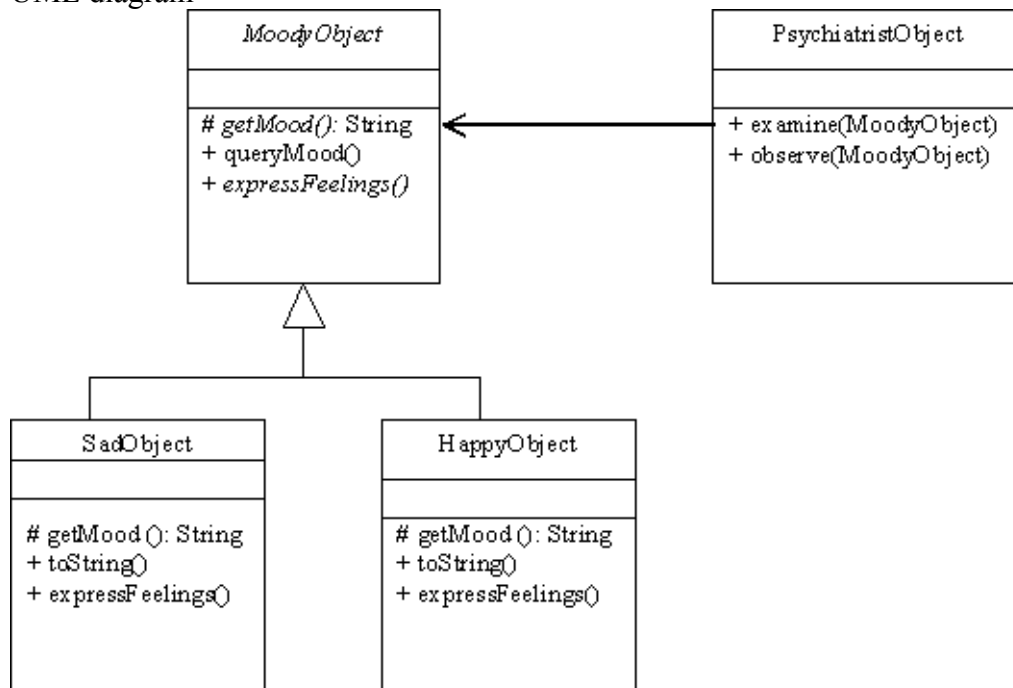 UML diagram
MoodyObject
# getMood(): String
+ queryMood()
+ expressFeelings()
PsychiatristObject
+ examine(MoodyObject)
+ observe(MoodyObject)
SadObject
# getMood (): String
+ toString()
+ expressFeelings()
HappyObject
# getMood (): String
+ toString()
+ expressFeelings()